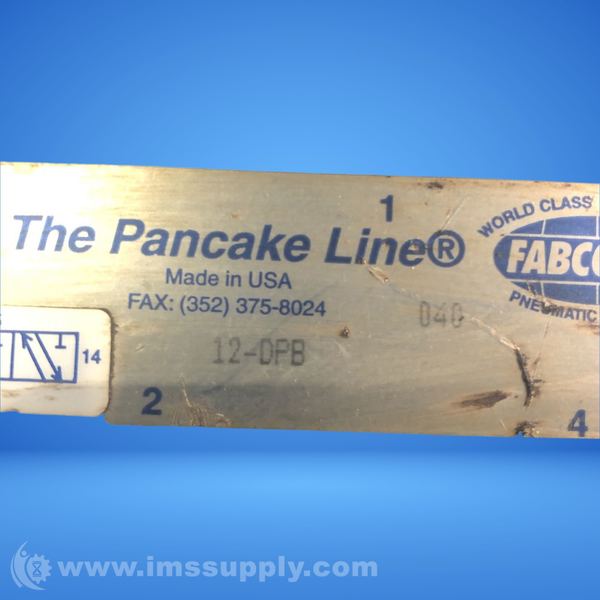 1
WORLD CLASS
The Pancake Line®
FABCO
Made in USA
PNEUMATIC
FAX: (352) 375-8024
040
14
12-DPB
2
4
www.imssupply.com